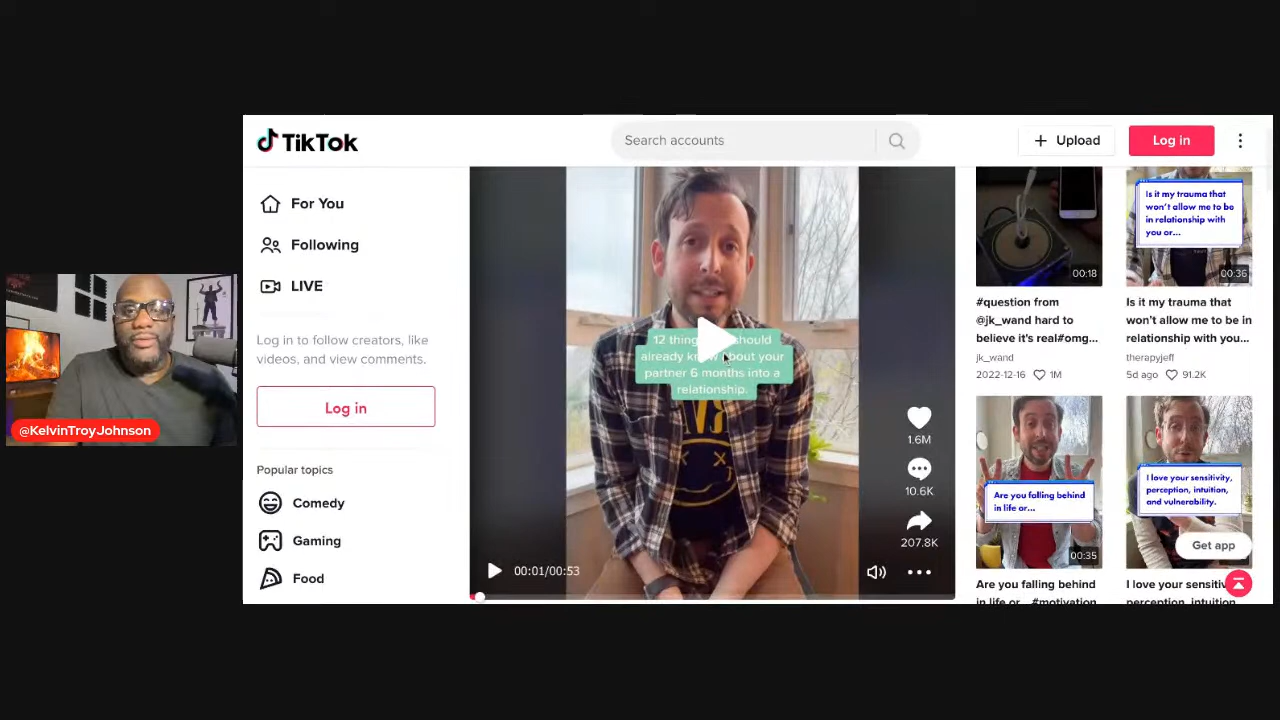 TikTok
Search accounts
+ Upload
Log in
For You
Following
LIVE
Log in to follow creators, like
videos, and view comments.
Log in
Popular topics
Comedy
Gaming
Food
@KelvinTroyJohnson
12 things should
already know about your
partner 6 months into a
relationship.
1.6M
10.6K
207.8K
00:01/00:53
00:18
#question from
@jk_wand hard to
believe it's real#omg...
jk_wand
2022-12-16 1M
Is it my trauma that
won't allow me to be
in relationship with
you or...
00:36
Is it my trauma that
won't allow me to be
in relationship with you...
therapyjeff
5d ago 91.2K
Are you falling behind
in life or...
00:35
Are you falling behind
in life or... #motivation
I love your sensitivity,
perception, intuition,
and vulnerability.
Get app
I love your sensitiv
perception, intuition,